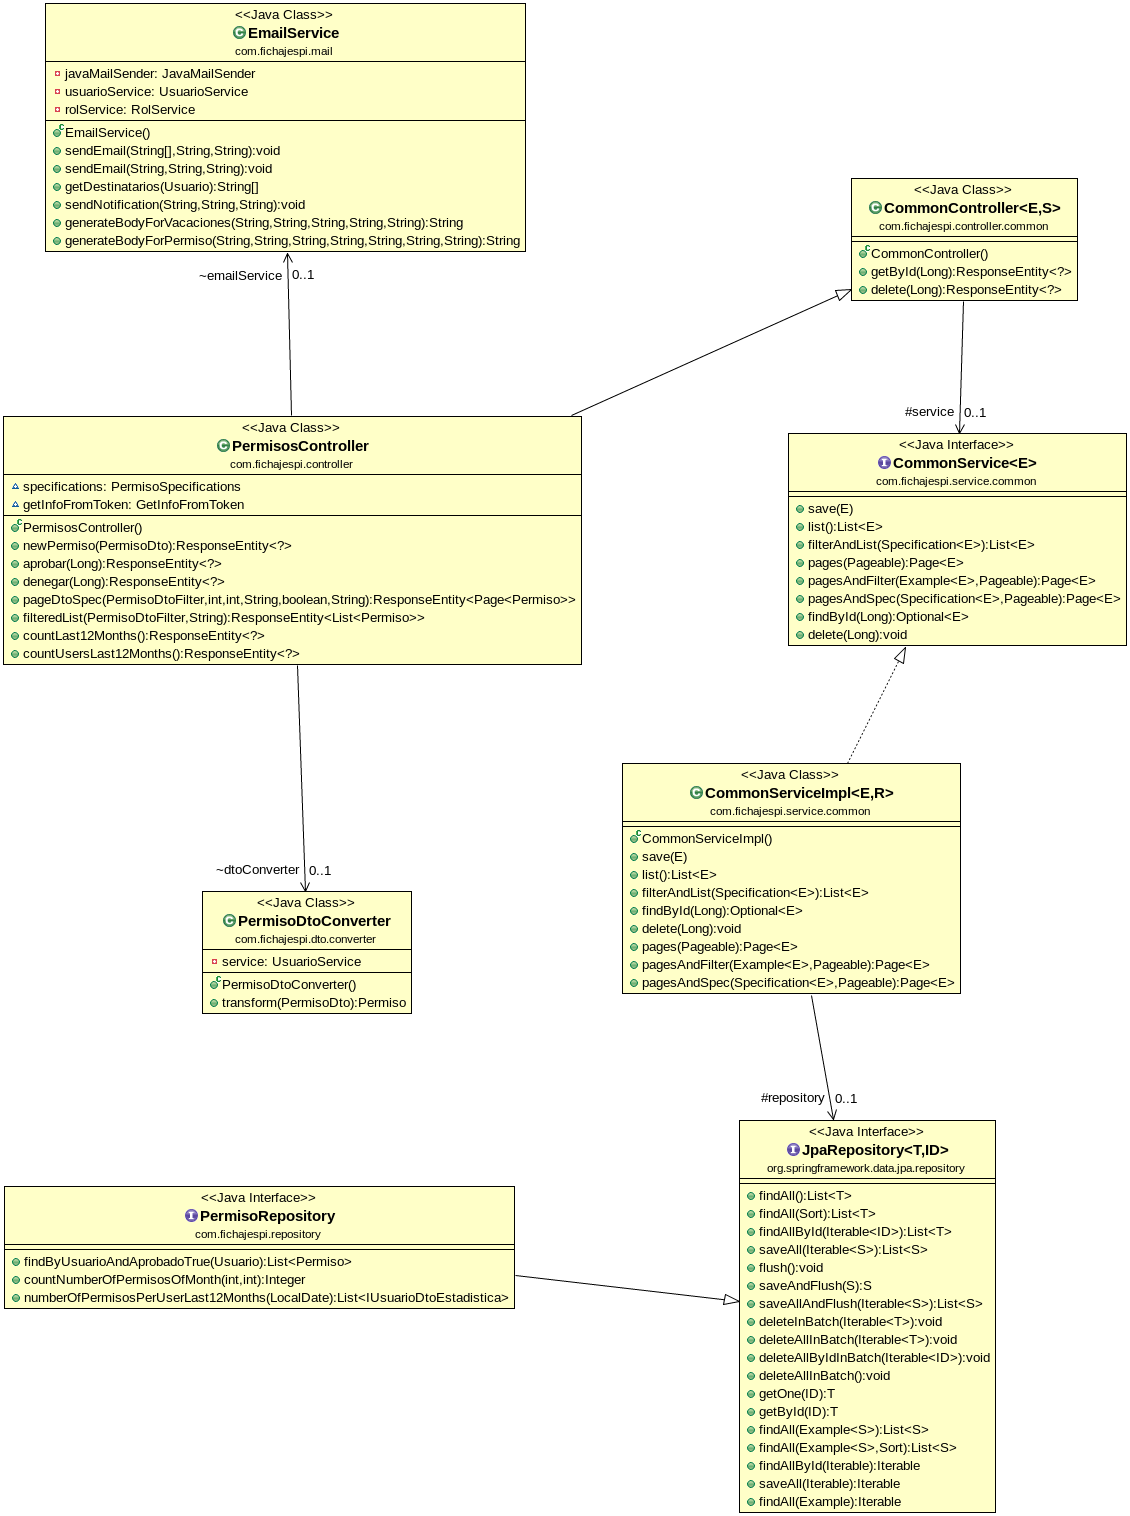 <<Java Class>>
EmailService
com.fichajespi.mail
javaMailSender: JavaMailSender
usuarioService: UsuarioService
rolService: RolService
EmailService()
sendEmail(String[],String,String):void
sendEmail(String,String,String):void
getDestinatarios(Usuario):String[]
sendNotification(String,String,String):void
generateBodyForVacaciones(String,String,String,String,String):String
generateBodyForPermiso(String,String,String,String,String,String,String):String
~emailService 0..1
<<Java Class>>
CommonController<E,S>
com.fichajespi.controller.common
CommonController()
getById(Long):ResponseEntity<?>
delete(Long):ResponseEntity<?>
#service 0..1
<<Java Class>>
PermisosController
com.fichajespi.controller
specifications: PermisoSpecifications
getInfoFromToken: GetInfoFromToken
PermisosController()
newPermiso(PermisoDto):ResponseEntity<?>
aprobar(Long):ResponseEntity<?>
denegar(Long):ResponseEntity<?>
pageDtoSpec(PermisoDtoFilter,int,int,String,boolean,String):ResponseEntity<Page<Permiso>>
filteredList(PermisoDtoFilter,String):ResponseEntity<List<Permiso>>
countLast12Months():ResponseEntity<?>
countUsersLast12Months():ResponseEntity<?>
<<Java Interface>>
CommonService<E>
com.fichajespi.service.common
save(E)
list():List<E>
filterAndList(Specification<E>):List<E>
pages(Pageable):Page<E>
pagesAndFilter(Example<E>,Pageable):Page<E>
pagesAndSpec(Specification<E>,Pageable):Page<E>
findById(Long):Optional<E>
delete(Long):void
<<Java Class>>
CommonServiceImpl<E,R>
com.fichajespi.service.common
CommonServiceImpl()
save(E)
list():List<E>
filterAndList(Specification<E>):List<E>
findById(Long):Optional<E>
delete(Long):void
pages(Pageable):Page<E>
pagesAndFilter(Example<E>,Pageable):Page<E>
pagesAndSpec(Specification<E>,Pageable):Page<E>
~dtoConverter 0..1
<<Java Class>>
PermisoDtoConverter
com.fichajespi.dto.converter
service: UsuarioService
PermisoDtoConverter()
transform(PermisoDto):Permiso
#repository 0..1
<<Java Interface>>
JpaRepository<T,ID>
org.springframework.data.jpa.repository
findAll():List<T>
findAll(Sort):List<T>
findAllById(Iterable<ID>):List<T>
saveAll(Iterable<S>):List<S>
flush():void
saveAndFlush(S):S
saveAllAndFlush(Iterable<S>):List<S>
deleteInBatch(Iterable<T>):void
deleteAllInBatch(Iterable<T>):void
deleteAllByIdInBatch(Iterable<ID>):void
deleteAllInBatch():void
getOne(ID):T
getById(ID):T
findAll(Example<S>):List<S>
findAll(Example<S>,Sort):List<S>
findAllById(Iterable):Iterable
saveAll(Iterable):Iterable
findAll(Example):Iterable
<<Java Interface>>
PermisoRepository
com.fichajespi.repository
findByUsuarioAndAprobadoTrue(Usuario):List<Permiso>
countNumberOfPermisosOfMonth(int,int):Integer
numberOfPermisosPerUserLast12Months(LocalDate):List<IUsuarioDtoEstadistica>